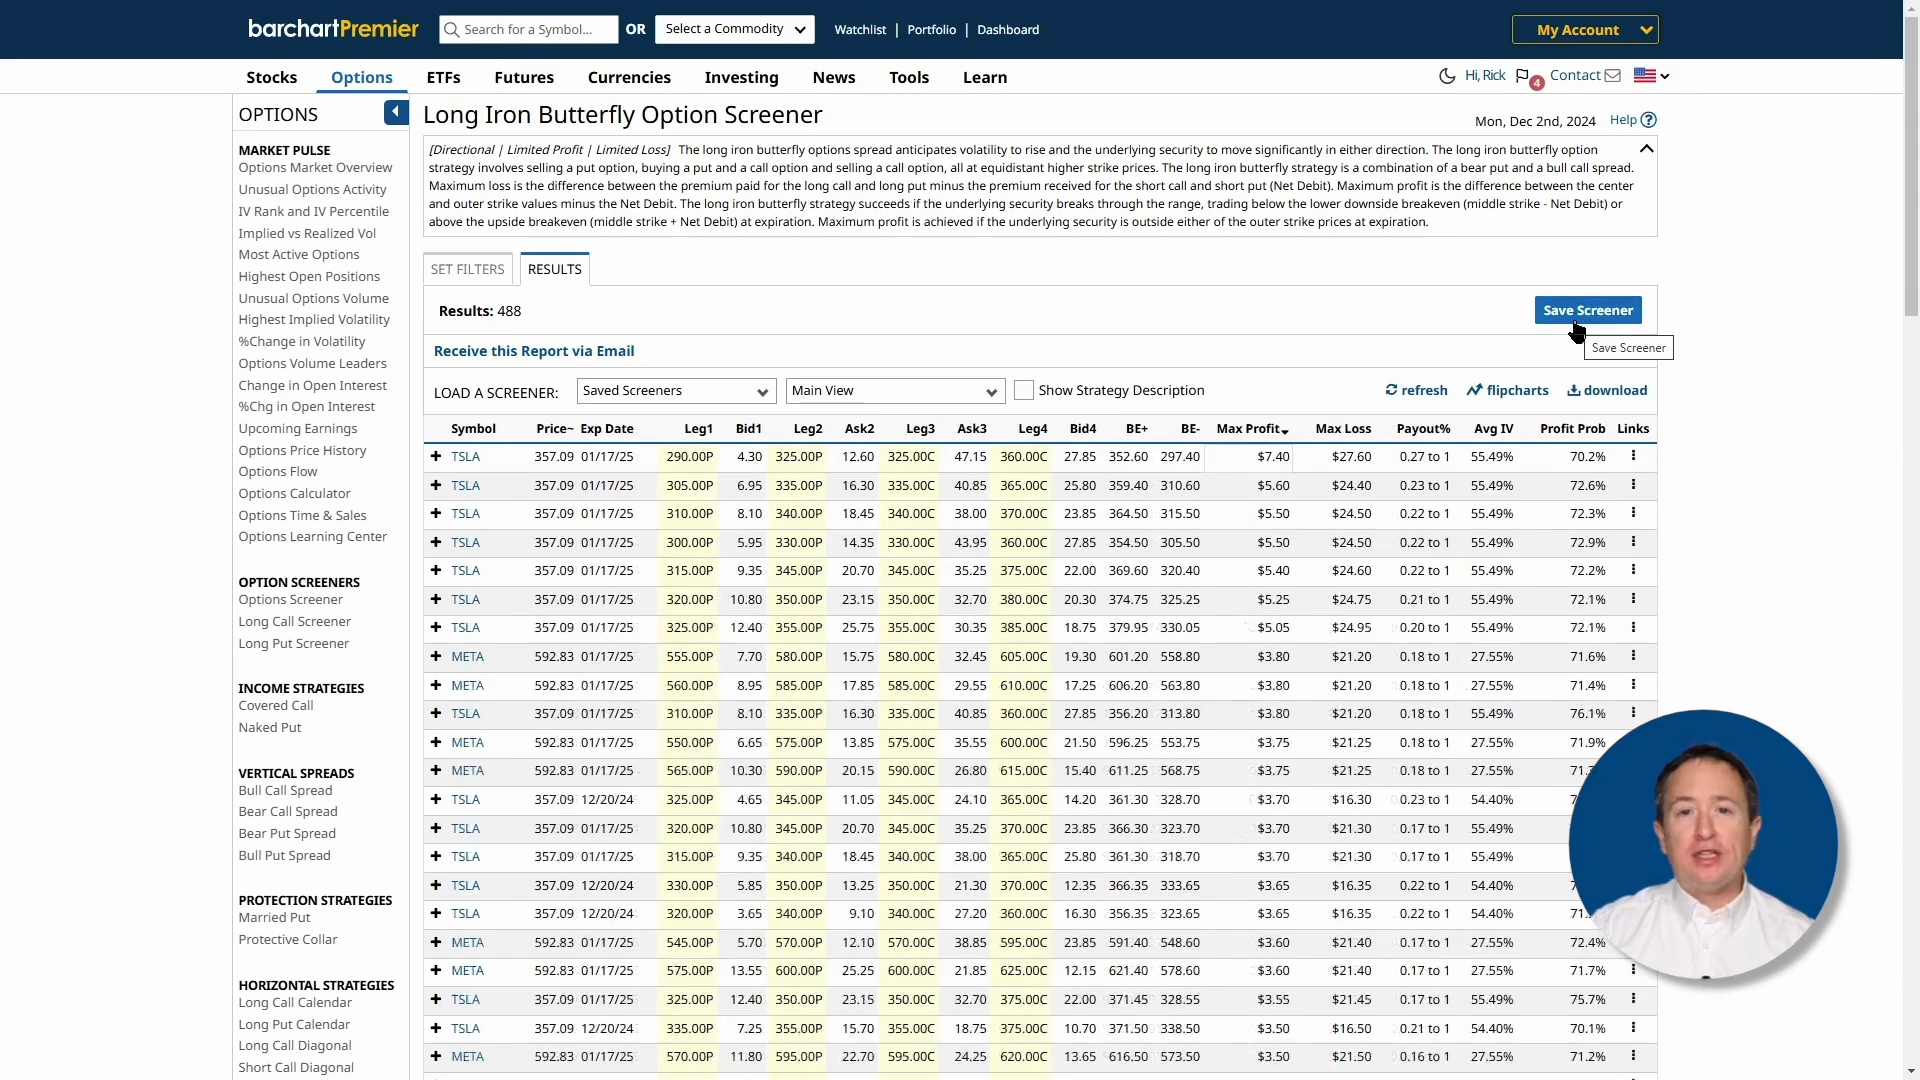 barchartPremier Search for a Symbol... OR Select a Commodity Watchlist | Portfolio | Dashboard My Account
Stocks Options ETFs Futures Currencies Investing News Tools Learn Hi, Rick 4 Contact
OPTIONS
MARKET PULSE
Options Market Overview
Unusual Options Activity
IV Rank and IV Percentile
Implied vs Realized Vol
Most Active Options
Highest Open Positions
Unusual Options Volume
Highest Implied Volatility
%Change in Volatility
Options Volume Leaders
Change in Open Interest
%Chg in Open Interest
Upcoming Earnings
Options Price History
Options Flow
Options Calculator
Options Time & Sales
Options Learning Center
OPTION SCREENERS
Options Screener
Long Call Screener
Long Put Screener
INCOME STRATEGIES
Covered Call
Naked Put
VERTICAL SPREADS
Bull Call Spread
Bear Call Spread
Bear Put Spread
Bull Put Spread
PROTECTION STRATEGIES
Married Put
Protective Collar
HORIZONTAL STRATEGIES
Long Call Calendar
Long Put Calendar
Long Call Diagonal
Short Call Diagonal
Long Iron Butterfly Option Screener
Mon, Dec 2nd, 2024 Help ?
[Directional | Limited Profit | Limited Loss] The long iron butterfly options spread anticipates volatility to rise and the underlying security to move significantly in either direction. The long iron butterfly option
strategy involves selling a put option, buying a put and a call option and selling a call option, all at equidistant higher strike prices. The long iron butterfly strategy is a combination of a bear put and a bull call spread.
Maximum loss is the difference between the premium paid for the long call and long put minus the premium received for the short call and short put (Net Debit). Maximum profit is the difference between the center
and outer strike values minus the Net Debit. The long iron butterfly strategy succeeds if the underlying security breaks through the range, trading below the lower downside breakeven (middle strike - Net Debit) or
above the upside breakeven (middle strike + Net Debit) at expiration. Maximum profit is achieved if the underlying security is outside either of the outer strike prices at expiration.
SET FILTERS RESULTS
Results: 488 Save Screener
Save Screener
Receive this Report via Email
LOAD A SCREENER: Saved Screeners Main View Show Strategy Description refresh flipcharts download
Symbol Price~ Exp Date Leg1 Bid1 Leg2 Ask2 Leg3 Ask3 Leg4 Bid4 BE+ BE- Max Profit Max Loss Payout% Avg IV Profit Prob Links
+ TSLA 357.09 01/17/25 290.00P 4.30 325.00P 12.60 325.00C 47.15 360.00C 27.85 352.60 297.40 $7.40 $27.60 0.27 to 1 55.49% 70.2%
+ TSLA 357.09 01/17/25 305.00P 6.95 335.00P 16.30 335.00C 40.85 365.00C 25.80 359.40 310.60 $5.60 $24.40 0.23 to 1 55.49% 72.6%
+ TSLA 357.09 01/17/25 310.00P 8.10 340.00P 18.45 340.00C 38.00 370.00C 23.85 364.50 315.50 $5.50 $24.50 0.22 to 1 55.49% 72.3%
+ TSLA 357.09 01/17/25 300.00P 5.95 330.00P 14.35 330.00C 43.95 360.00C 27.85 354.50 305.50 $5.50 $24.50 0.22 to 1 55.49% 72.9%
+ TSLA 357.09 01/17/25 315.00P 9.35 345.00P 20.70 345.00C 35.25 375.00C 22.00 369.60 320.40 $5.40 $24.60 0.22 to 1 55.49% 72.2%
+ TSLA 357.09 01/17/25 320.00P 10.80 350.00P 23.15 350.00C 32.70 380.00C 20.30 374.75 325.25 $5.25 $24.75 0.21 to 1 55.49% 72.1%
+ TSLA 357.09 01/17/25 325.00P 12.40 355.00P 25.75 355.00C 30.35 385.00C 18.75 379.95 330.05 $5.05 $24.95 0.20 to 1 55.49% 72.1%
+ META 592.83 01/17/25 555.00P 7.70 580.00P 15.75 580.00C 32.45 605.00C 19.30 601.20 558.80 $3.80 $21.20 0.18 to 1 27.55% 71.6%
+ META 592.83 01/17/25 560.00P 8.95 585.00P 17.85 585.00C 29.55 610.00C 17.25 606.20 563.80 $3.80 $21.20 0.18 to 1 27.55% 71.4%
+ TSLA 357.09 01/17/25 310.00P 8.10 335.00P 16.30 335.00C 40.85 360.00C 27.85 356.20 313.80 $3.80 $21.20 0.18 to 1 55.49% 76.1%
+ META 592.83 01/17/25 550.00P 6.65 575.00P 13.85 575.00C 35.55 600.00C 21.50 596.25 553.75 $3.75 $21.25 0.18 to 1 27.55% 71.9%
+ META 592.83 01/17/25 565.00P 10.30 590.00P 20.15 590.00C 26.80 615.00C 15.40 611.25 568.75 $3.75 $21.25 0.18 to 1 27.55%
+ TSLA 357.09 12/20/24 325.00P 4.65 345.00P 11.05 345.00C 24.10 365.00C 14.20 361.30 328.70 $3.70 $16.30 0.23 to 1 54.40%
+ TSLA 357.09 01/17/25 320.00P 10.80 345.00P 20.70 345.00C 35.25 370.00C 23.85 366.30 323.70 $3.70 $21.30 0.17 to 1 55.49%
+ TSLA 357.09 01/17/25 315.00P 9.35 340.00P 18.45 340.00C 38.00 365.00C 25.80 361.30 318.70 $3.70 $21.30 0.17 to 1 55.49%
+ TSLA 357.09 12/20/24 330.00P 5.85 350.00P 13.25 350.00C 21.30 370.00C 12.35 366.35 333.65 $3.65 $16.35 0.22 to 1 54.40%
+ TSLA 357.09 12/20/24 320.00P 3.65 340.00P 9.10 340.00C 27.20 360.00C 16.30 356.35 323.65 $3.65 $16.35 0.22 to 1 54.40%
+ META 592.83 01/17/25 545.00P 5.70 570.00P 12.10 570.00C 38.85 595.00C 23.85 591.40 548.60 $3.60 $21.40 0.17 to 1 27.55% 72.4%
+ META 592.83 01/17/25 575.00P 13.55 600.00P 25.25 600.00C 21.85 625.00C 12.15 621.40 578.60 $3.60 $21.40 0.17 to 1 27.55% 71.7%
+ TSLA 357.09 01/17/25 325.00P 12.40 350.00P 23.15 350.00C 32.70 375.00C 22.00 371.45 328.55 $3.55 $21.45 0.17 to 1 55.49% 75.7%
+ TSLA 357.09 12/20/24 335.00P 7.25 355.00P 15.70 355.00C 18.75 375.00C 10.70 371.50 338.50 $3.50 $16.50 0.21 to 1 54.40% 70.1%
+ META 592.83 01/17/25 570.00P 11.80 595.00P 22.70 595.00C 24.25 620.00C 13.65 616.50 573.50 $3.50 $21.50 0.16 to 1 27.55% 71.2%